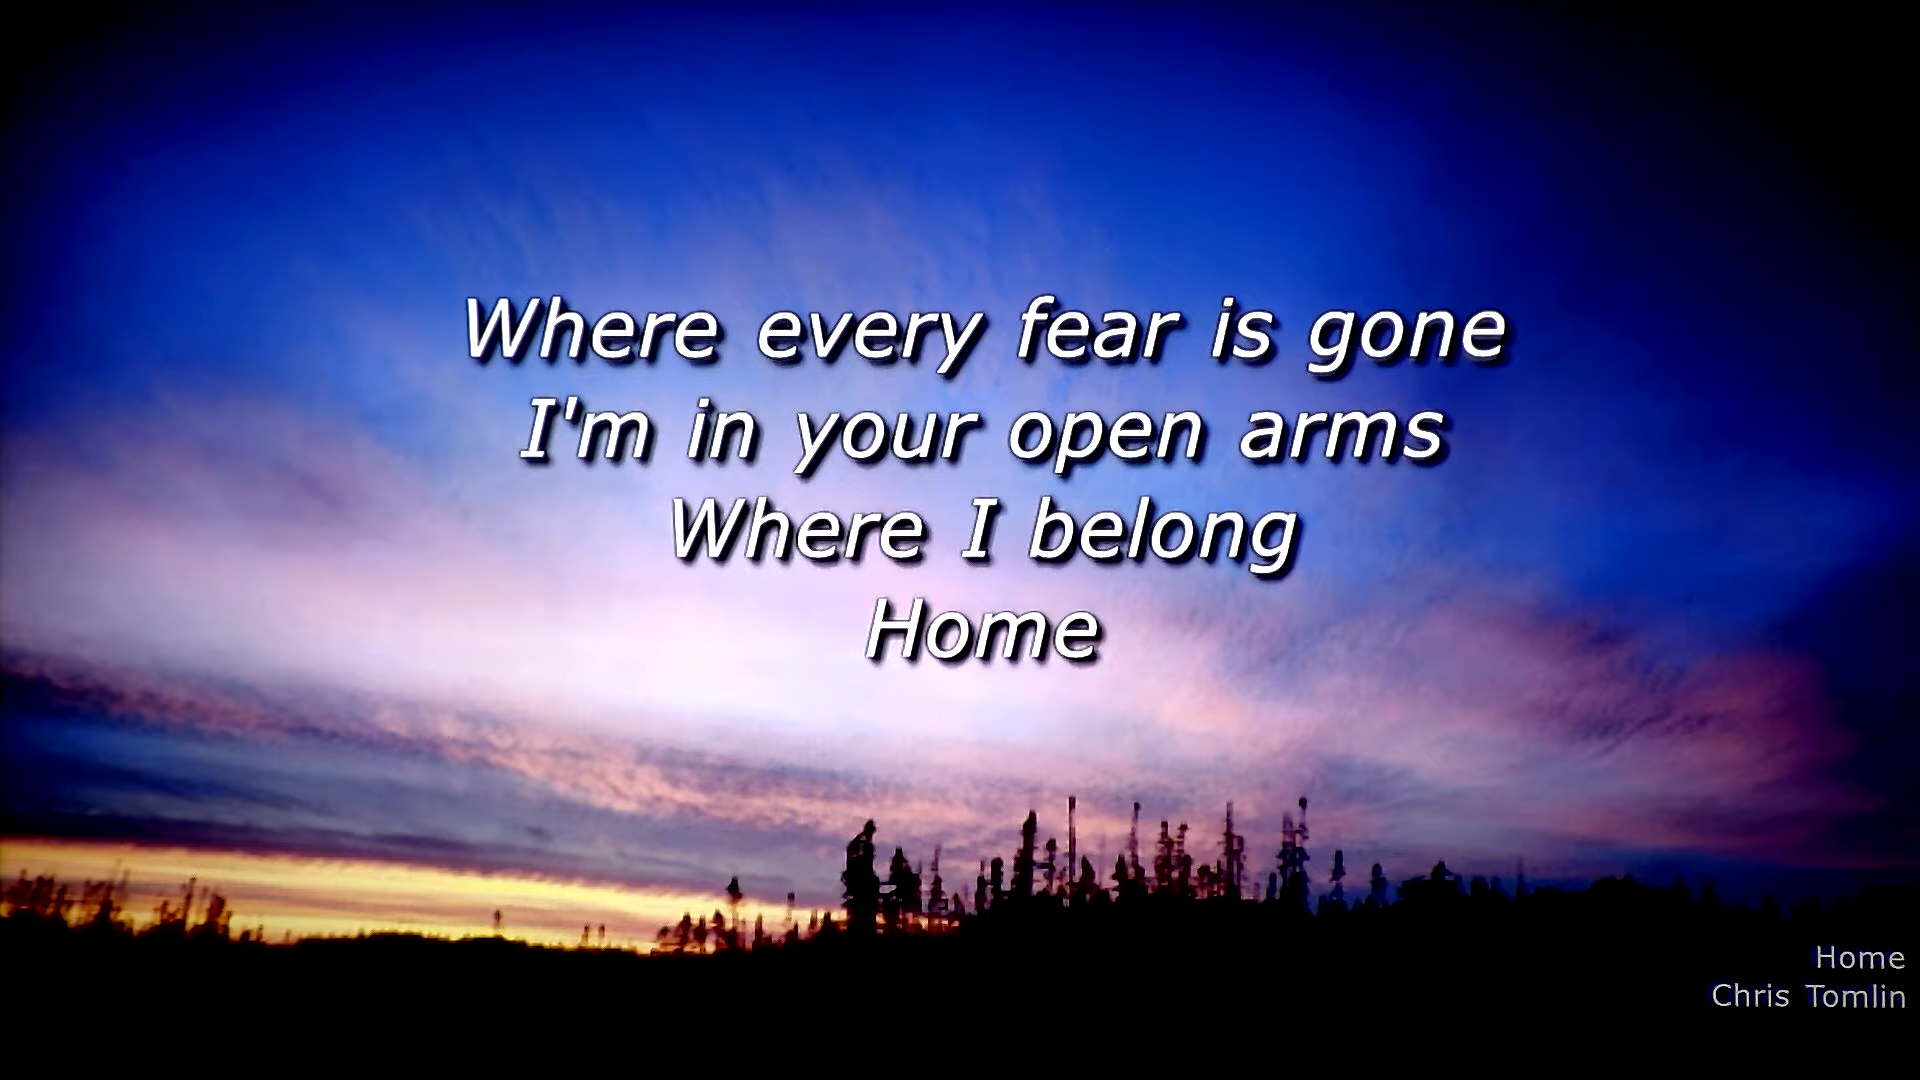 Where every fear is gone
I'm in your open arms
Where I belong
Home
Home
Chris Tomlin